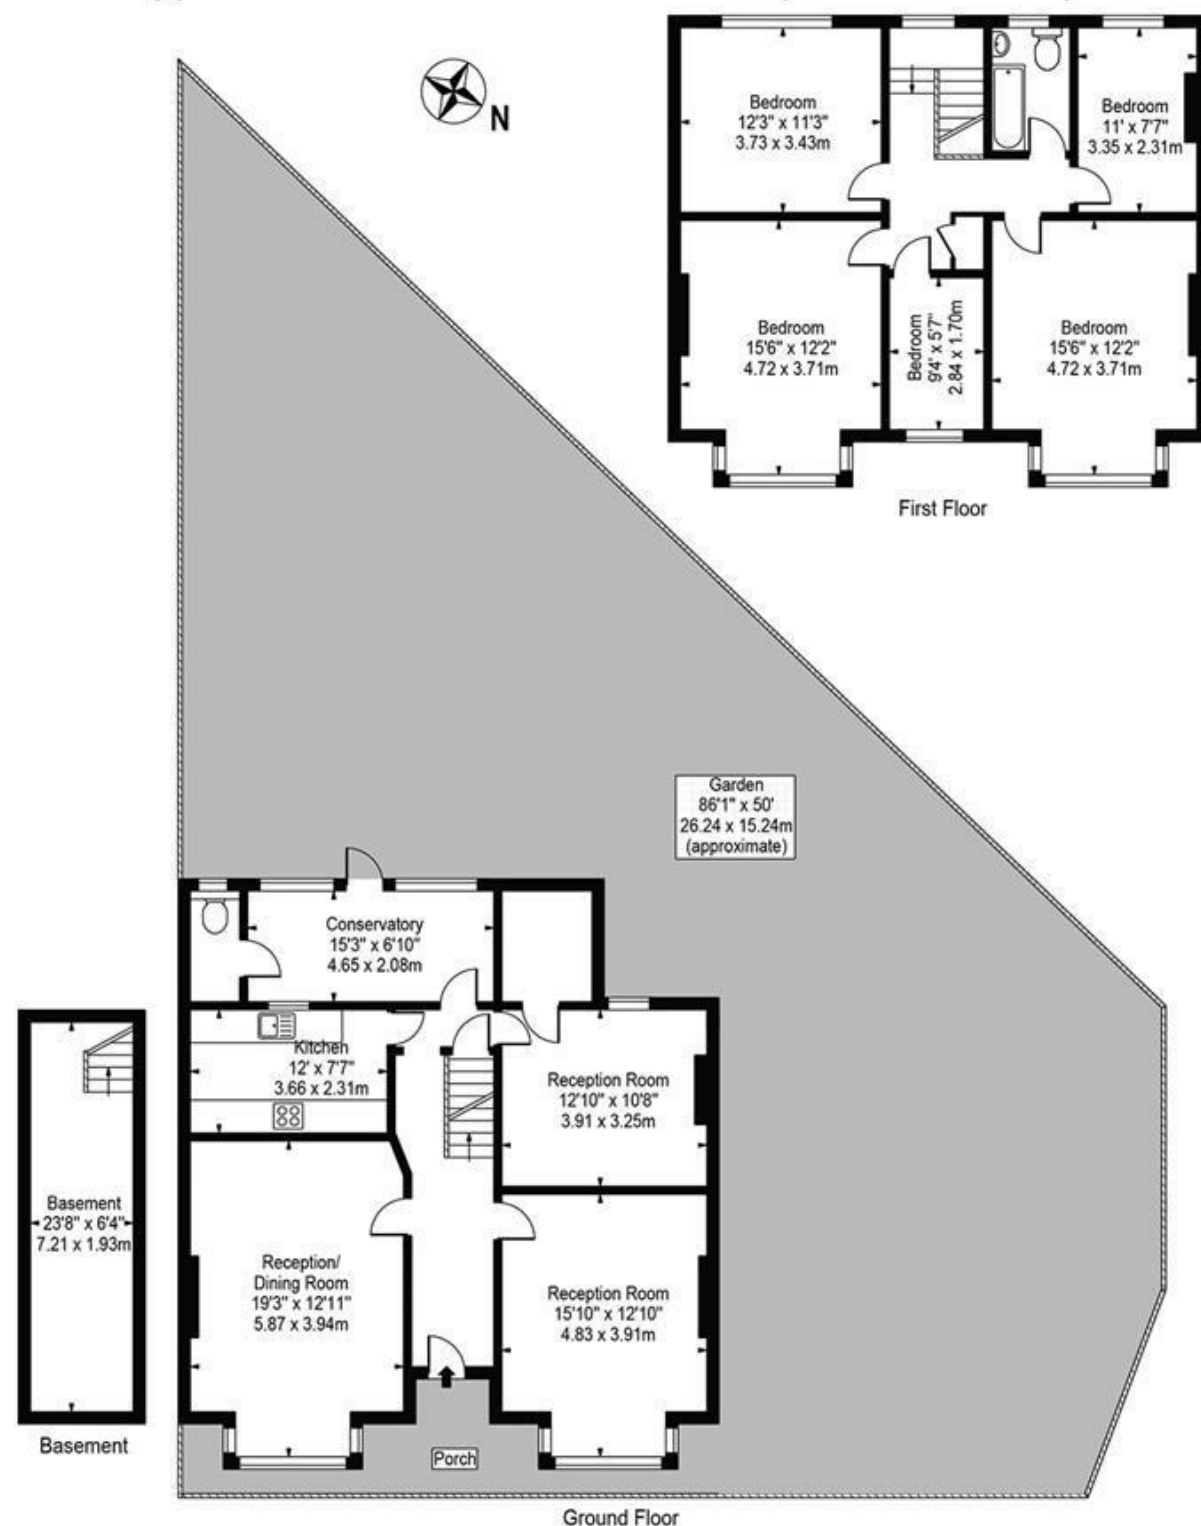 N
Bedroom
12'3" x 11'3"
3.73 x 3.43m
Bedroom
11' x 7'7"
3.35 x 2.31m
Bedroom
15'6" x 12'2"
4.72 x 3.71m
Bedroom
9'4" x 5'7"
2.84 x 1.70m
Bedroom
15'6" x 12'2"
4.72 x 3.71m
First Floor
Garden
86'1" x 50'
26.24 x 15.24m
(approximate)
Conservatory
15'3" x 6'10"
4.65 x 2.08m
Kitchen
12' x 7'7"
3.66 x 2.31m
Reception Room
12'10" x 10'8"
3.91 x 3.25m
Basement
23'8" x 6'4"
7.21 x 1.93m
Reception/
Dining Room
19'3" x 12'11"
5.87 x 3.94m
Reception Room
15'10" x 12'10"
4.83 x 3.91m
Basement
Porch
Ground Floor